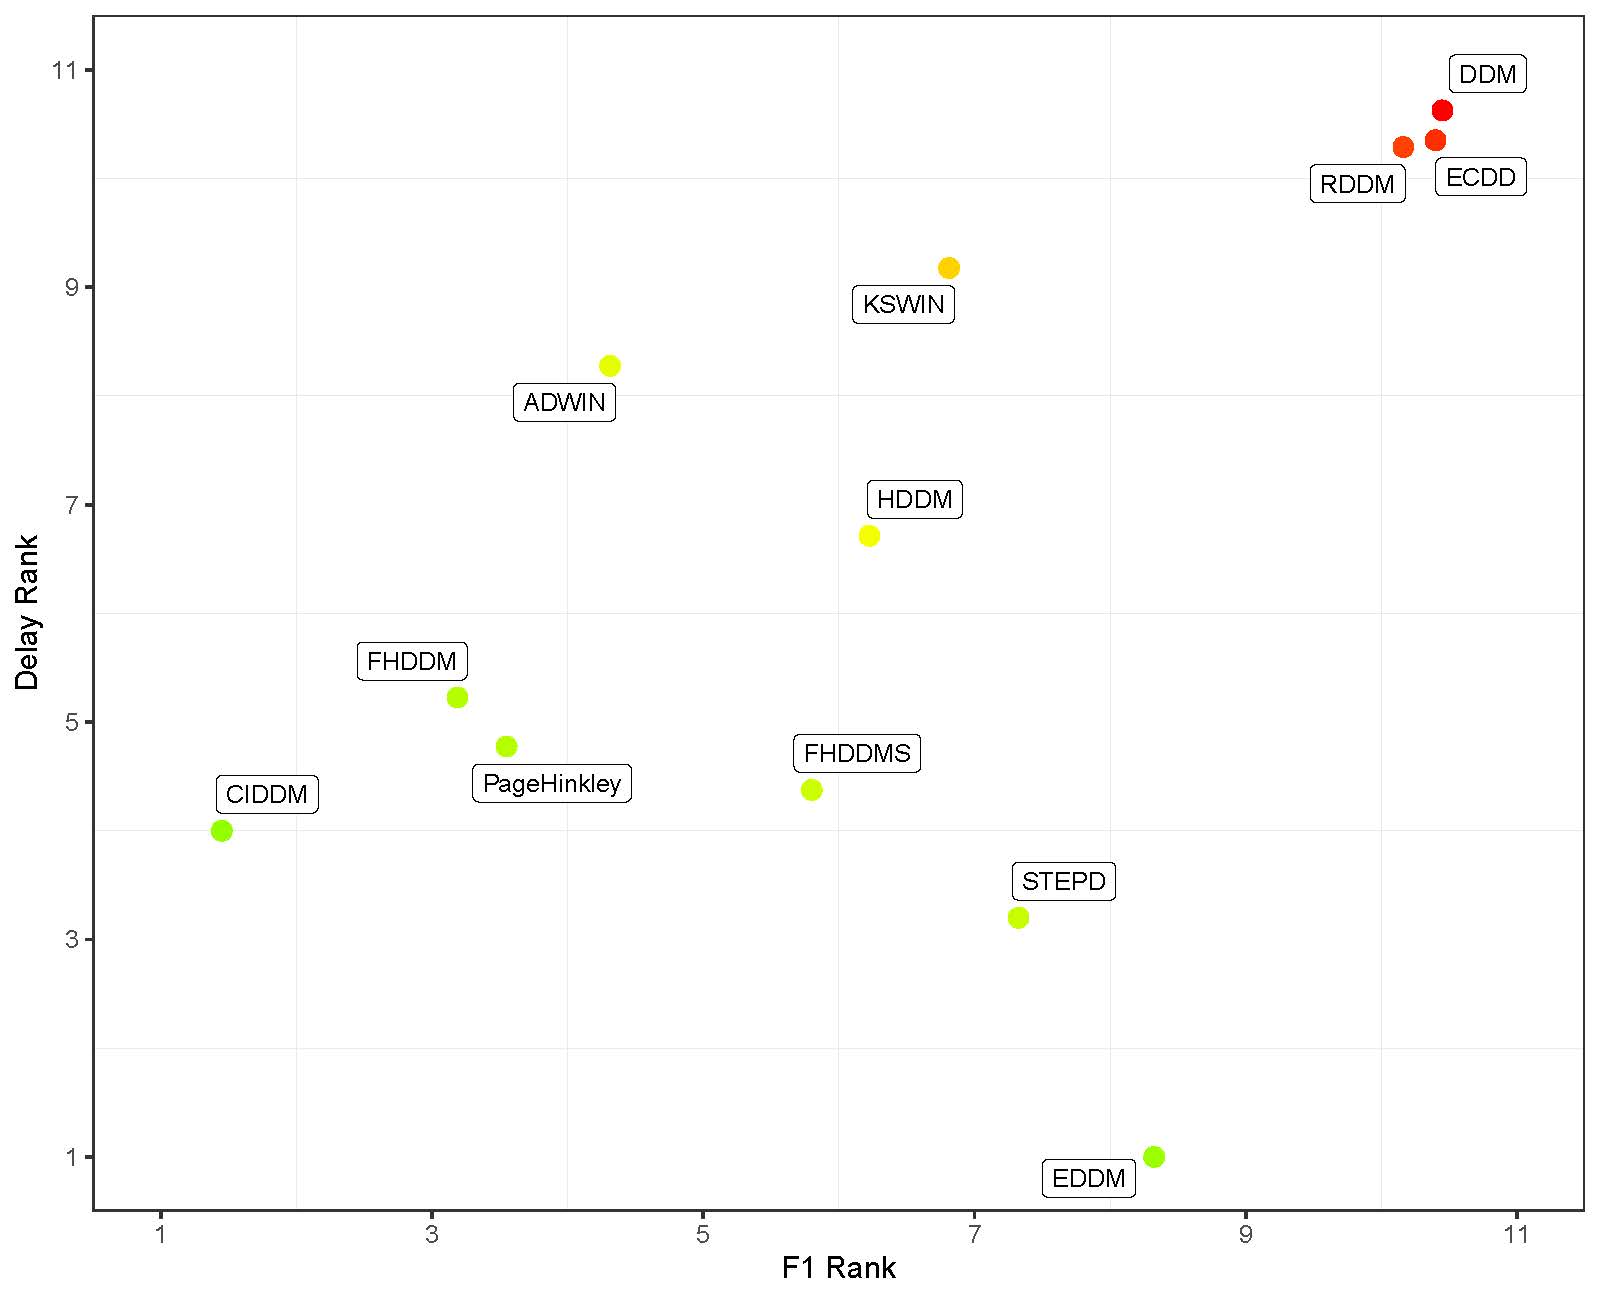 11
DDM
RDDM
ECDD
9
KSWIN
ADWIN
7
HDDM
Delay Rank
FHDDM
5
FHDDMS
PageHinkley
CIDDM
STEPD
3
1
EDDM
1 3 5 7 9 11
F1 Rank